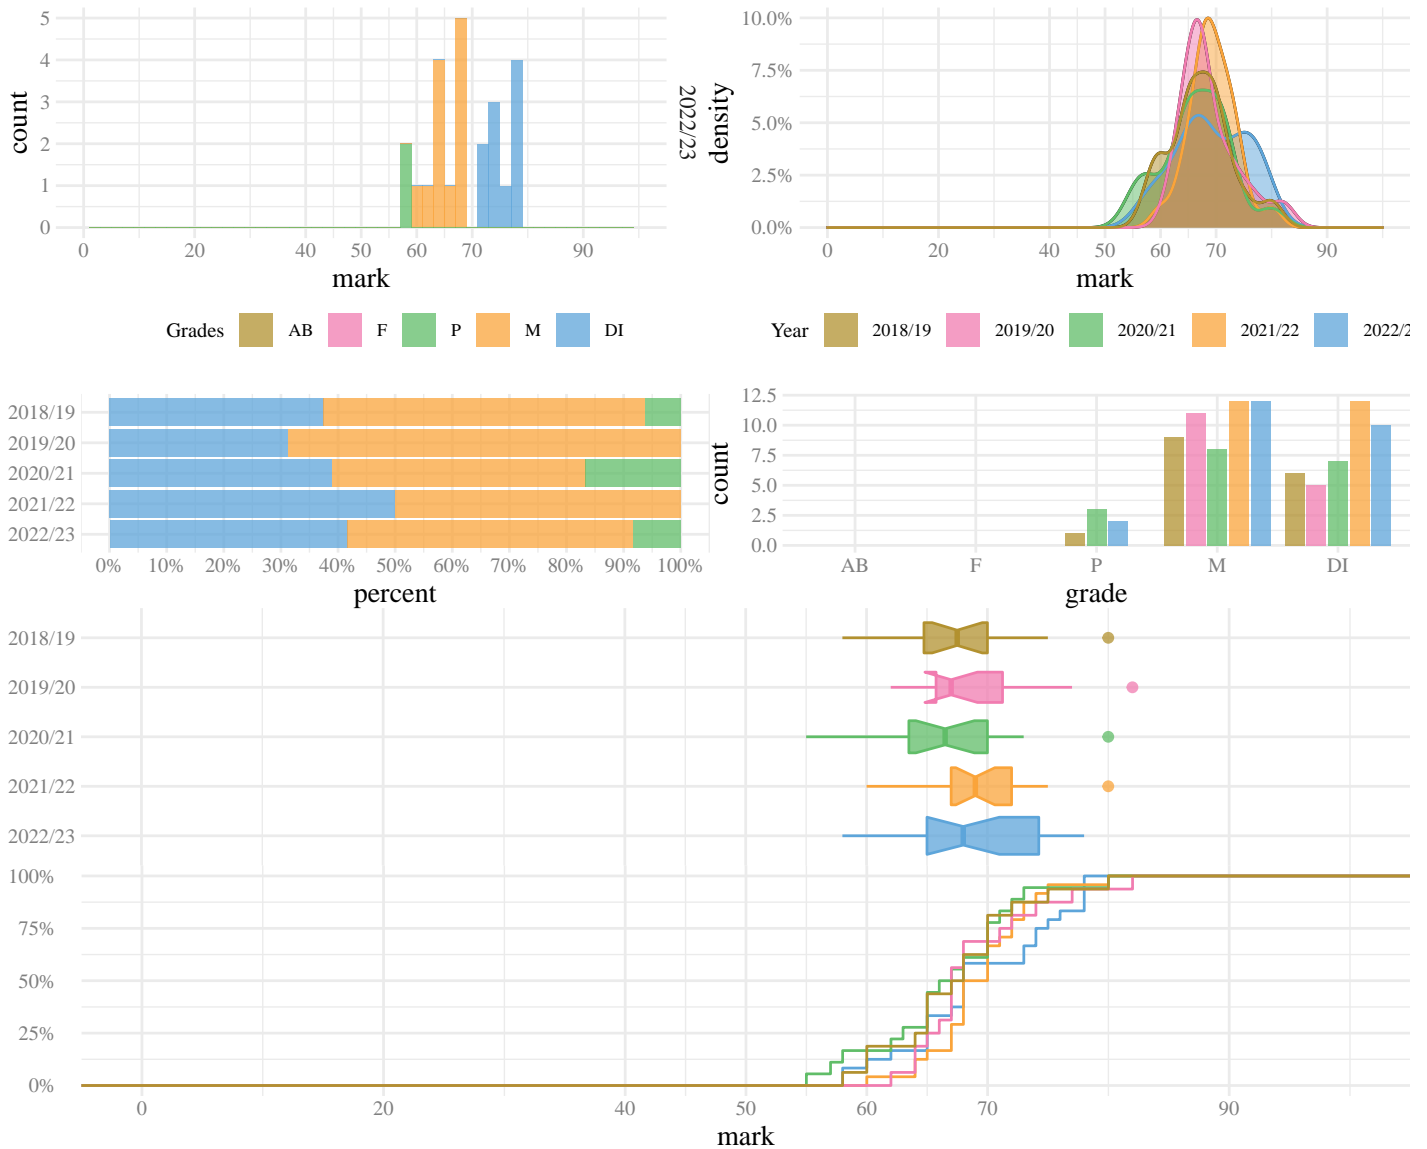 5
4
3
2
1
0
count
0 20 40 50 60 70 90
mark
2022/23
10.0%
7.5%
5.0%
2.5%
0.0%
density
0 20 40 50 60 70 90
mark
Grades AB F P M DI
Year 2018/19 2019/20 2020/21 2021/22 2022/2
2018/19
2019/20
2020/21
2021/22
2022/23
0% 10% 20% 30% 40% 50% 60% 70% 80% 90% 100%
percent
12.5
10.0
7.5
5.0
2.5
0.0
count
AB F P M DI
grade
2018/19
2019/20
2020/21
2021/22
2022/23
100%
75%
50%
25%
0%
0 20 40 50 60 70 90
mark